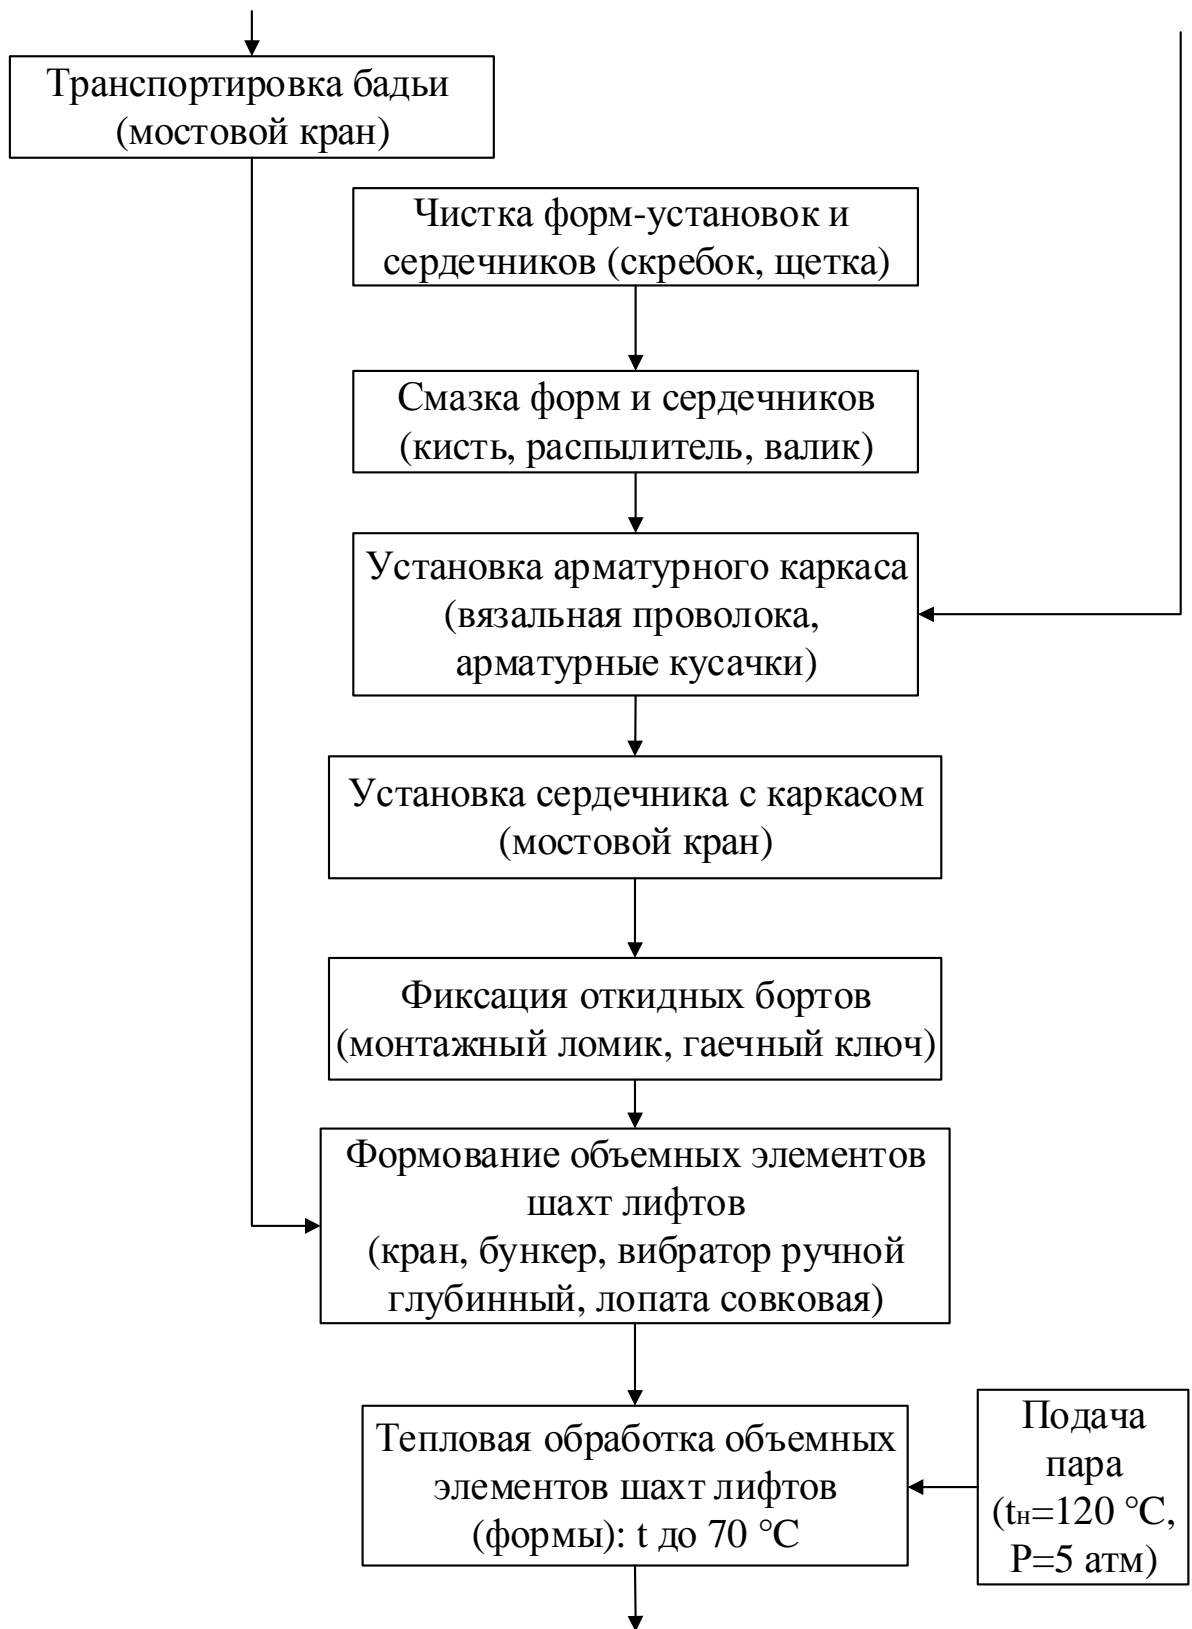 Транспортировка бадьи
(мостовой кран)
Чистка форм-установок и
сердечников (скребок, щетка)
Смазка форм и сердечников
(кисть, распылитель, валик)
Установка арматурного каркаса
(вязальная проволока,
арматурные кусачки)
Установка сердечника с каркасом
(мостовой кран)
Фиксация откидных бортов
(монтажный ломик, гаечный ключ)
Формование объемных элементов
шахт лифтов
(кран, бункер, вибратор ручной
глубинный, лопата совковая)
Тепловая обработка объемных
элементов шахт лифтов
(формы): t до 70 °C
Подача
пара
(tн=120 °C,
P=5 атм)